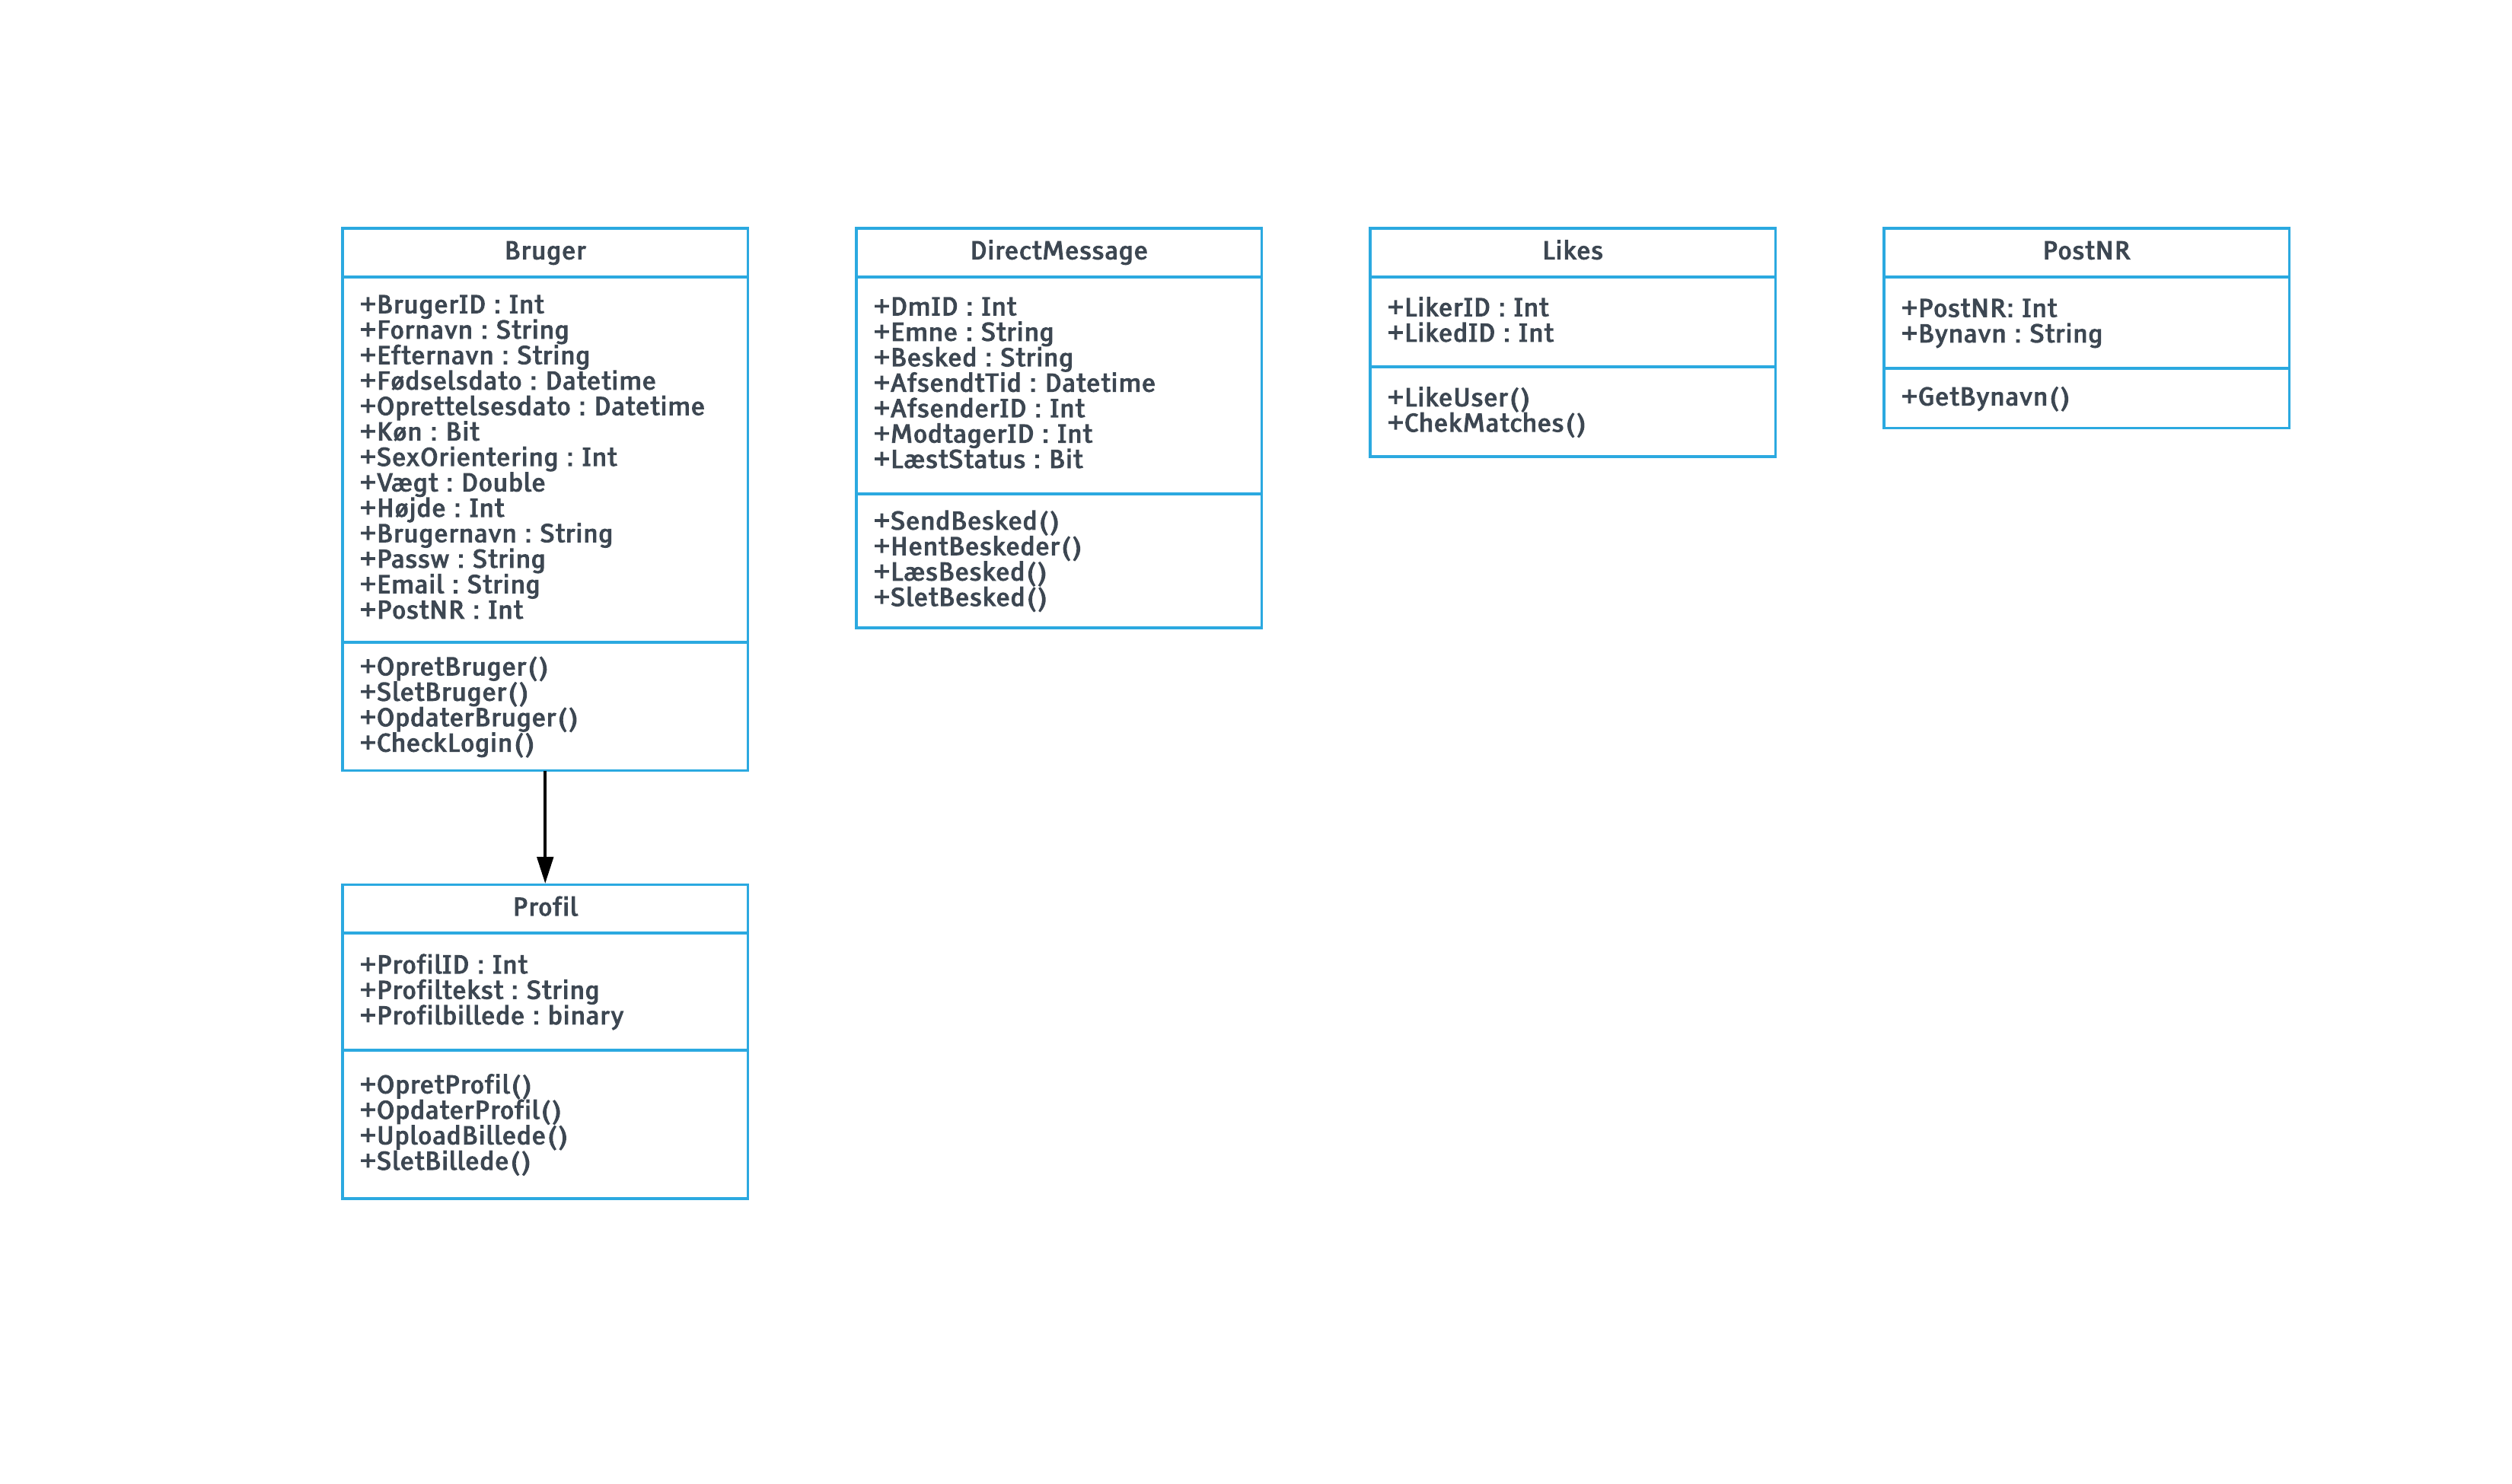 Bruger
+BrugerID : Int
+Fornavn : String
+Efternavn : String
+Fødselsdato : Datetime
+Oprettelsesdato : Datetime
+Køn : Bit
+SexOrientering : Int
+Vægt : Double
+Højde : Int
+Brugernavn : String
+Passw : String
+Email : String
+PostNR : Int
+OpretBruger()
+SletBruger()
+OpdaterBruger()
+CheckLogin()
DirectMessage
+DmID : Int
+Emne : String
+Besked : String
+AfsendtTid : Datetime
+AfsenderID : Int
+ModtagerID : Int
+LæstStatus : Bit
+SendBesked()
+HentBeskeder()
+LæsBesked()
+SletBesked()
Likes
+LikerID : Int
+LikedID : Int
+LikeUser()
+ChekMatches()
PostNR
+PostNR: Int
+Bynavn : String
+GetBynavn()
Profil
+ProfilID : Int
+Profiltekst : String
+Profilbillede : binary
+OpretProfil()
+OpdaterProfil()
+UploadBillede()
+SletBillede()